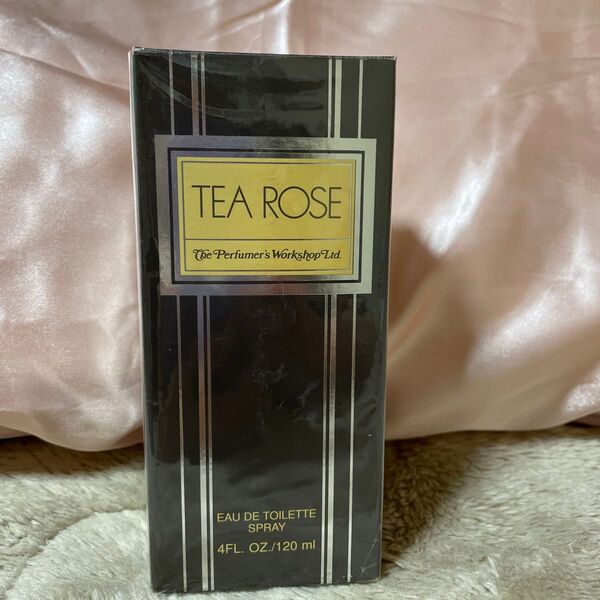 TEA ROSE
The Perfumer's Workshop Ltd.
EAU DE TOILETTE
SPRAY
4FL. OZ./120 ml